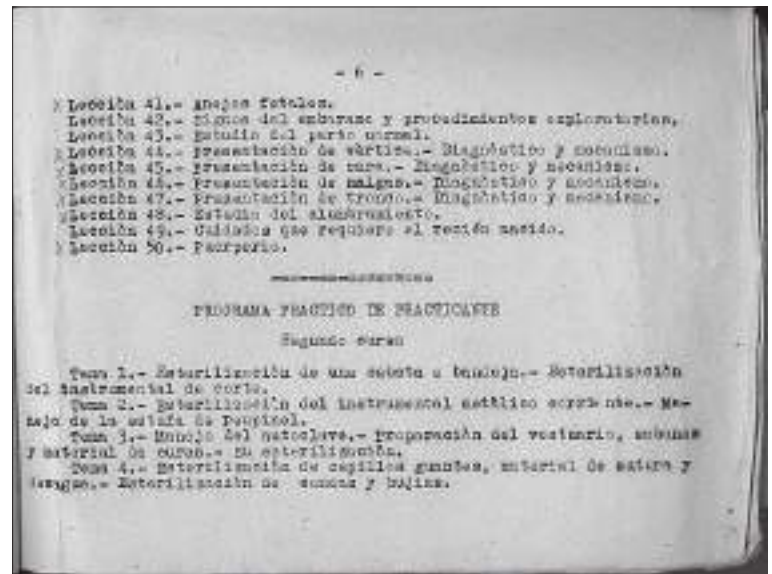 - 6 -
Lección 41.- Anejos fetales.
Lección 42.- Signos del embarazo y procedimientos exploratorios.
Lección 43.- Estudio del parto normal.
Lección 44.- presentación de vértice.- Diagnóstico y mecanismo.
Lección 45.- presentación de cara.- Diagnóstico y mecanismo.
Lección 46.- Presentación de nalgas.- Diagnóstico y mecanismo.
Lección 47.- Presentación de tronco.- Diagnóstico y mecanismo.
Lección 48.- Estudio del alumbramiento.
Lección 49.- Cuidados que requiere el recién nacido.
Lección 50.- Puerperio.
PROGRAMA PRACTICO DE PRACTICANTE
Segundo curso
Tema 1.- Esterilización de una cubeta o bandeja.- Esterilización
del instrumental de corte.
Tema 2.- Esterilización del instrumental metálico corriente.- Ma-
nejo de la estufa de Poupinel.
Tema 3.- Manejo del autoclave.- preparación del vestuario, sabanas
y material de curas.- su esterilización.
Tema 4.- Esterilización de cepillos guantes, material de sutura y
desague.- Esterilización de sondas y bujías.